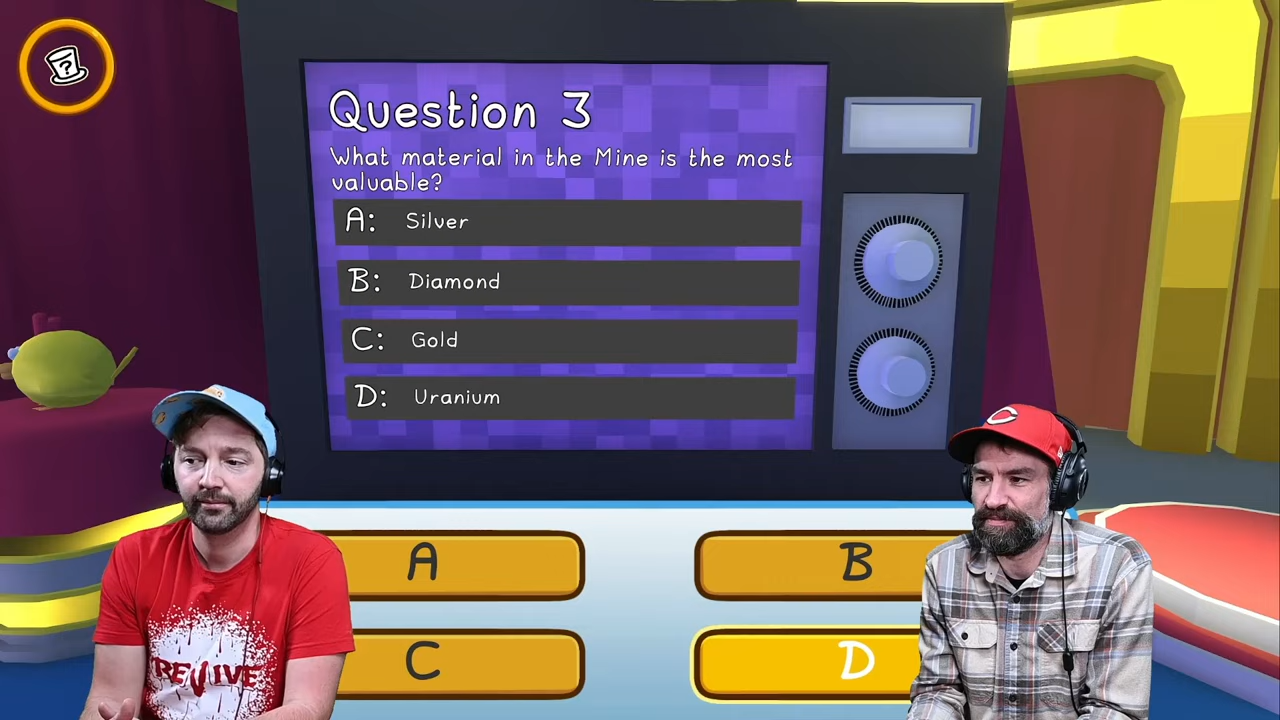 ?
Question 3
What material in the Mine is the most
valuable?
A: Silver
B: Diamond
C: Gold
D: Uranium
A
B
C
D
REVIVE
C